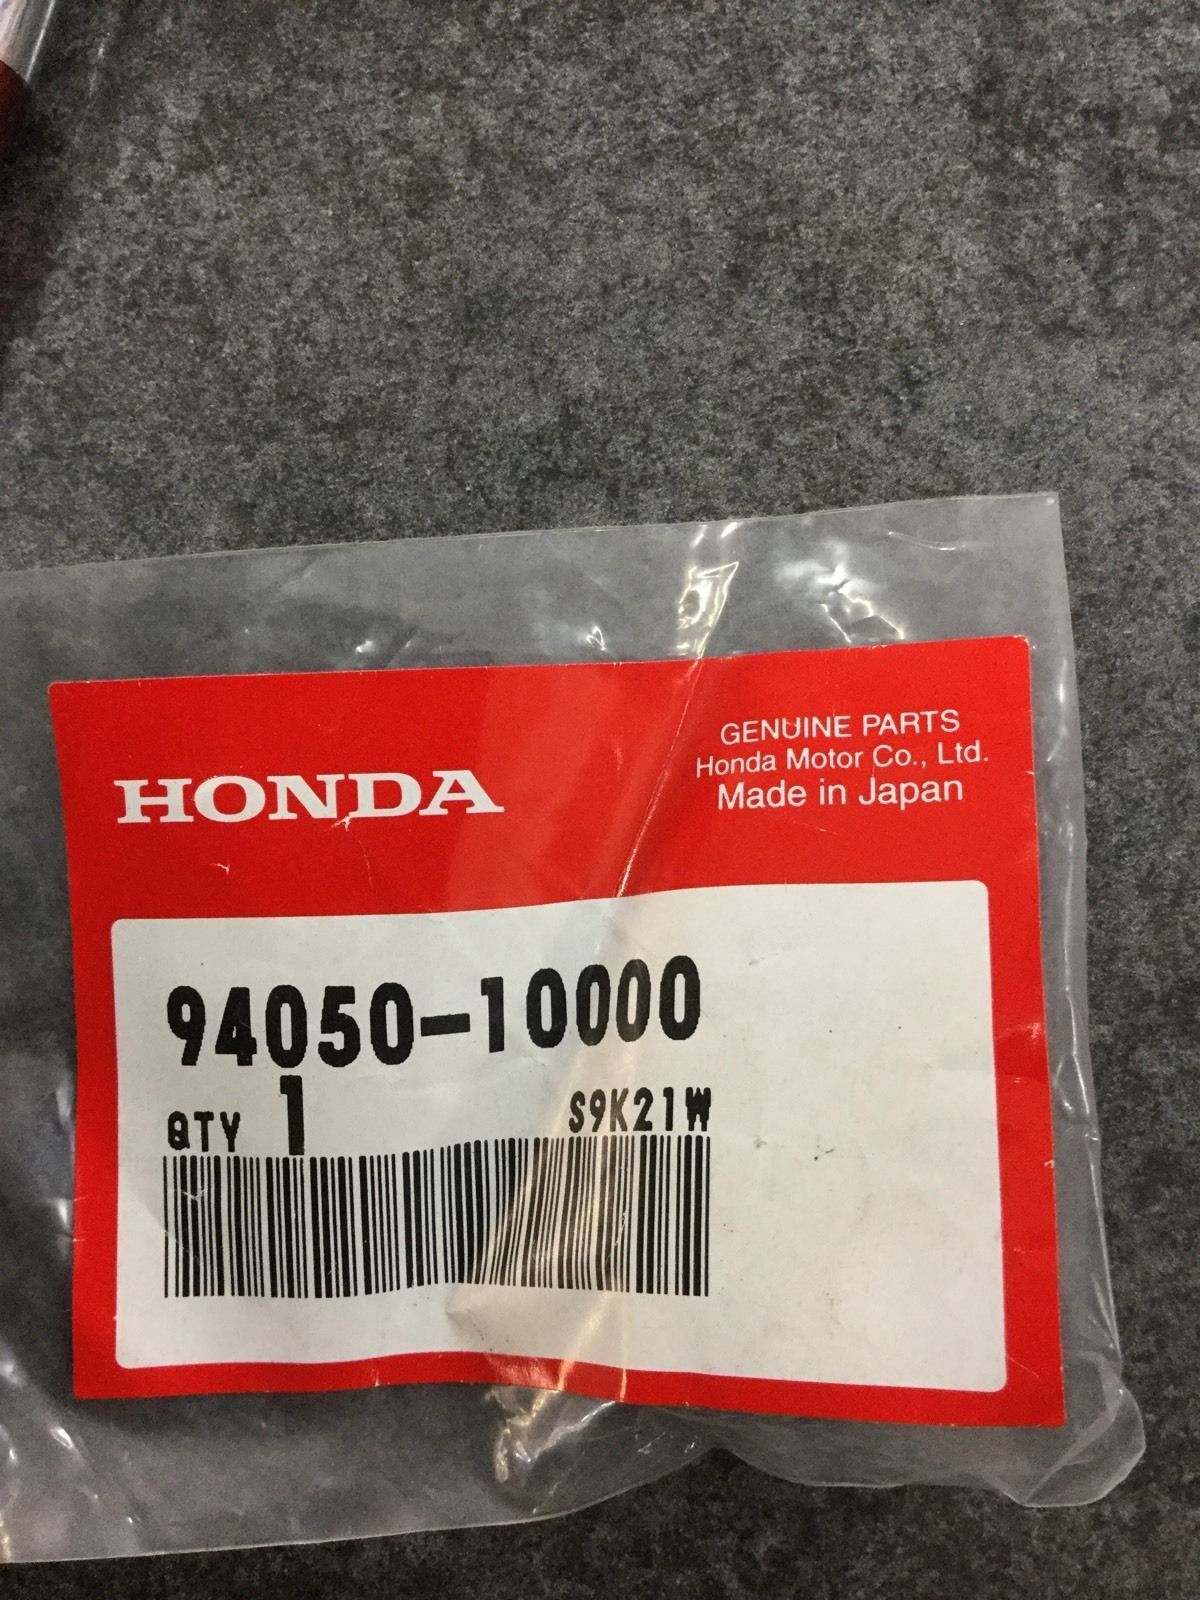 HONDA
GENUINE PARTS
Honda Motor Co., Ltd.
Made in Japan
94050-10000
QTY 1 S9K21W